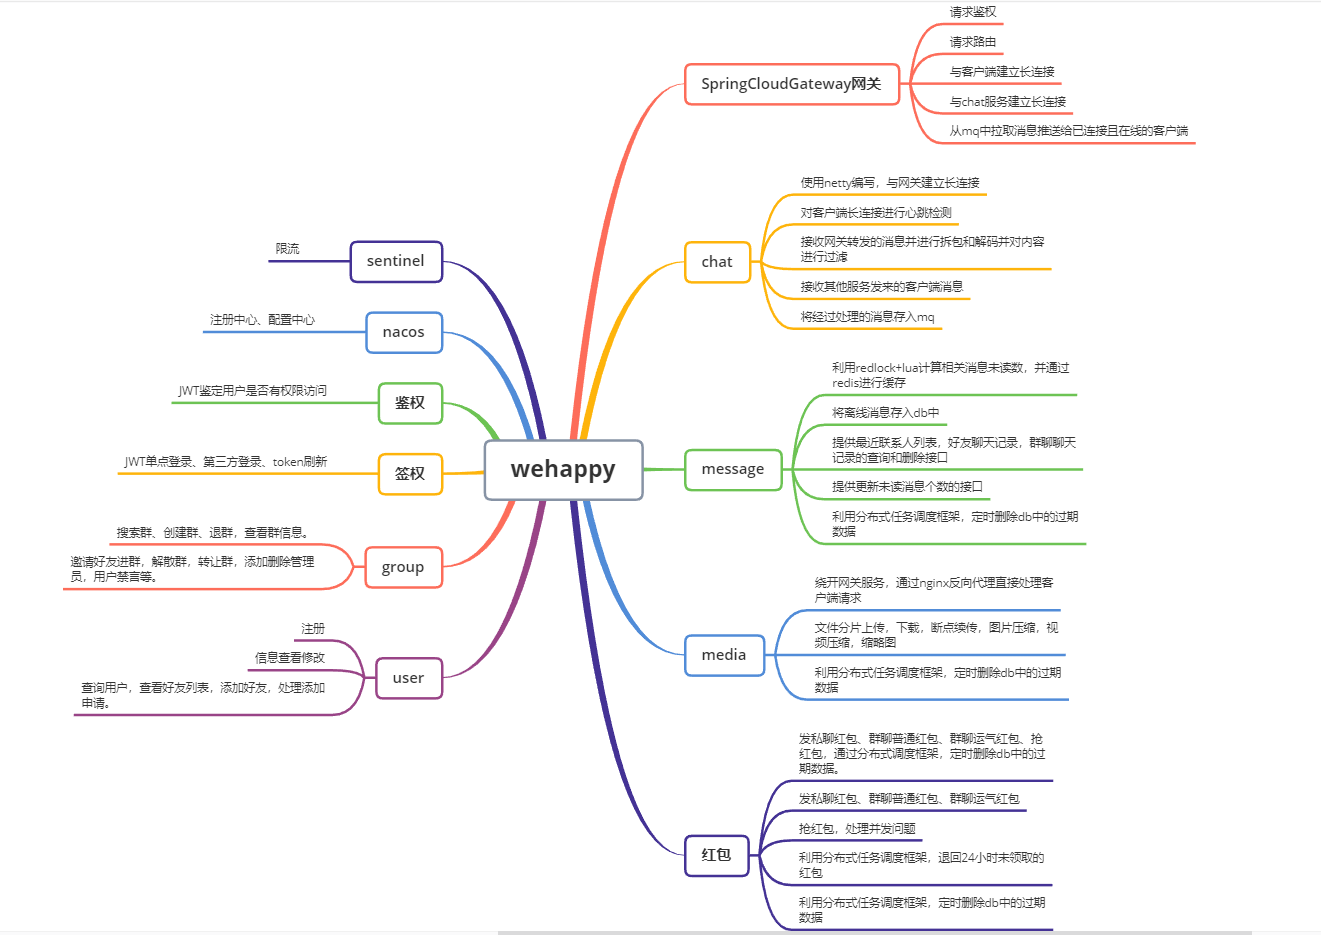 wehappy
SpringCloudGateway网关
请求鉴权
请求路由
与客户端建立长连接
与chat服务建立长连接
从mq中拉取消息推送给已连接且在线的客户端
chat
使用netty编写，与网关建立长连接
对客户端长连接进行心跳检测
接收网关转发的消息并进行拆包和解码并对内容
进行过滤
接收其他服务发来的客户端消息
将经过处理的消息存入mq
message
利用redlock+lua计算相关消息未读数，并通过
redis进行缓存
将离线消息存入db中
提供最近联系人列表，好友聊天记录，群聊聊天
记录的查询和删除接口
提供更新未读消息个数的接口
利用分布式任务调度框架，定时删除db中的过期
数据
media
绕开网关服务，通过nginx反向代理直接处理客
户端请求
文件分片上传，下载，断点续传，图片压缩，视
频压缩，缩略图
利用分布式任务调度框架，定时删除db中的过期
数据
红包
发私聊红包、群聊普通红包、群聊运气红包、抢
红包，通过分布式调度框架，定时删除db中的过
期数据。
发私聊红包、群聊普通红包、群聊运气红包
抢红包，处理并发问题
利用分布式任务调度框架，退回24小时未领取的
红包
利用分布式任务调度框架，定时删除db中的过期
数据
sentinel
限流
nacos
注册中心、配置中心
鉴权
JWT鉴定用户是否有权限访问
签权
JWT单点登录、第三方登录、token刷新
group
搜索群、创建群、退群，查看群信息。
邀请好友进群，解散群，转让群，添加删除管理
员，用户禁言等。
user
注册
信息查看修改
查询用户，查看好友列表，添加好友，处理添加
申请。